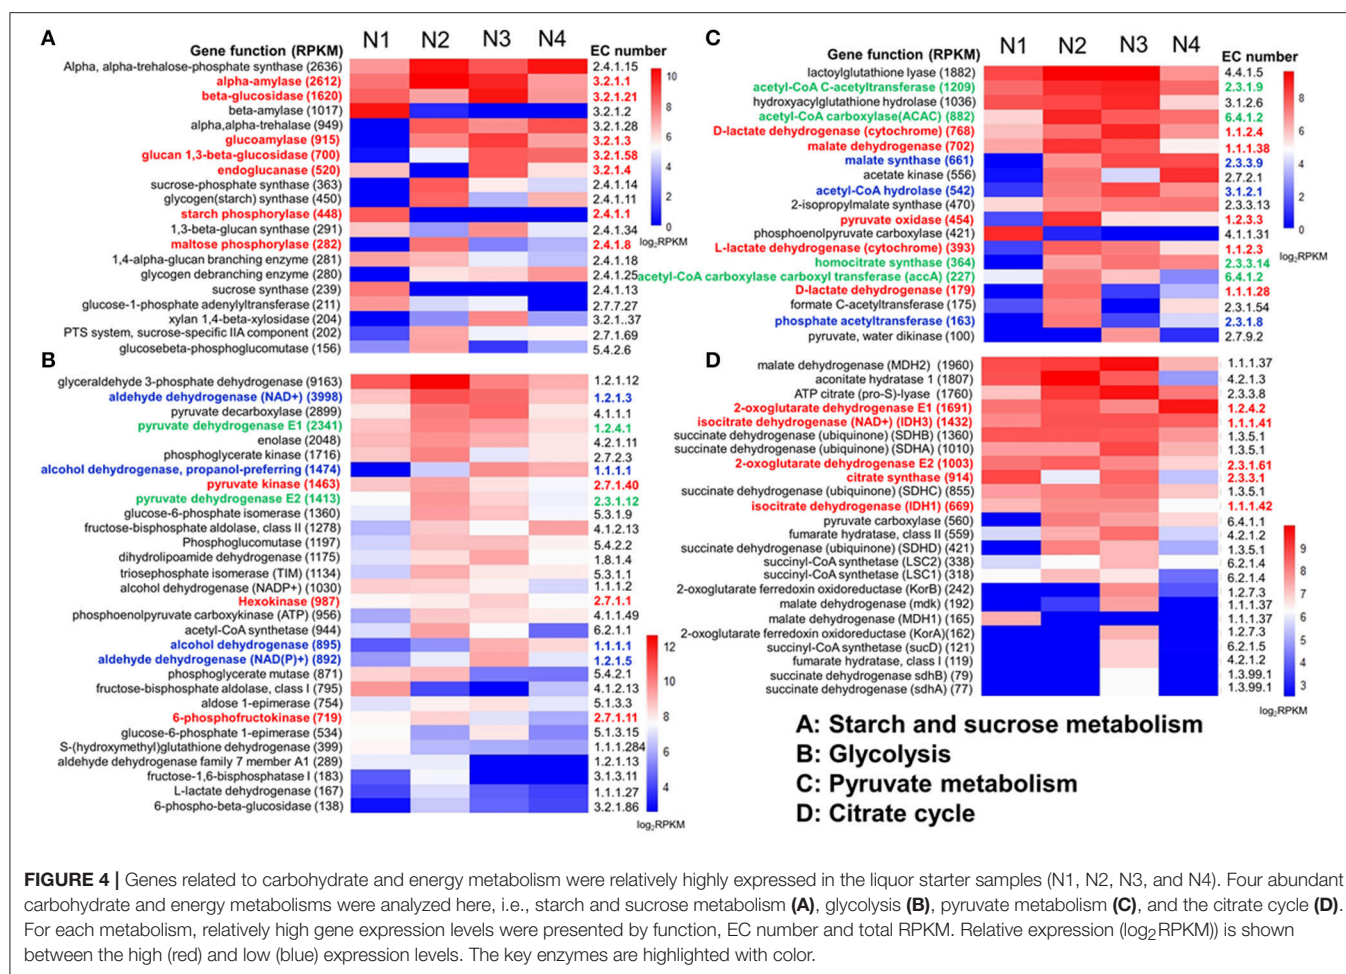 A
N1 N2 N3 N4
Gene function (RPKM) EC number
Alpha, alpha-trehalose-phosphate synthase (2636) 2.4.1.15
alpha-amylase (2612) 3.2.1.1
beta-glucosidase (1620) 3.2.1.21
beta-amylase (1017) 3.2.1.2
alpha,alpha-trehalase (949) 3.2.1.28
glucoamylase (915) 3.2.1.3
glucan 1,3-beta-glucosidase (700) 3.2.1.58
endoglucanase (520) 3.2.1.4
sucrose-phosphate synthase (363) 2.4.1.14
glycogen(starch) synthase (450) 2.4.1.11
starch phosphorylase (448) 2.4.1.1
1,3-beta-glucan synthase (291) 2.4.1.34
maltose phosphorylase (282) 2.4.1.8
1,4-alpha-glucan branching enzyme (281) 2.4.1.18
glycogen debranching enzyme (280) 2.4.1.25
sucrose synthase (239) 2.4.1.13
glucose-1-phosphate adenylyltransferase (211) 2.7.7.27
xylan 1,4-beta-xylosidase (204) 3.2.1..37
PTS system, sucrose-specific IIA component (202) 2.7.1.69
glucosebeta-phosphoglucomutase (156) 5.4.2.6
10
8
6
4
2
0
log2RPKM
B
glyceraldehyde 3-phosphate dehydrogenase (9163) 1.2.1.12
aldehyde dehydrogenase (NAD+) (3998) 1.2.1.3
pyruvate decarboxylase (2899) 4.1.1.1
pyruvate dehydrogenase E1 (2341) 1.2.4.1
enolase (2048) 4.2.1.11
phosphoglycerate kinase (1716) 2.7.2.3
alcohol dehydrogenase, propanol-preferring (1474) 1.1.1.1
pyruvate kinase (1463) 2.7.1.40
pyruvate dehydrogenase E2 (1413) 2.3.1.12
glucose-6-phosphate isomerase (1360) 5.3.1.9
fructose-bisphosphate aldolase, class II (1278) 4.1.2.13
Phosphoglucomutase (1197) 5.4.2.2
dihydrolipoamide dehydrogenase (1175) 1.8.1.4
triosephosphate isomerase (TIM) (1134) 5.3.1.1
alcohol dehydrogenase (NADP+) (1030) 1.1.1.2
Hexokinase (987) 2.7.1.1
phosphoenolpyruvate carboxykinase (ATP) (956) 4.1.1.49
acetyl-CoA synthetase (944) 6.2.1.1
alcohol dehydrogenase (895) 1.1.1.1
aldehyde dehydrogenase (NAD(P)+) (892) 1.2.1.5
phosphoglycerate mutase (871) 5.4.2.1
fructose-bisphosphate aldolase, class I (795) 4.1.2.13
aldose 1-epimerase (754) 5.1.3.3
6-phosphofructokinase (719) 2.7.1.11
glucose-6-phosphate 1-epimerase (534) 5.1.3.15
S-(hydroxymethyl)glutathione dehydrogenase (399) 1.1.1.284
aldehyde dehydrogenase family 7 member A1 (289) 1.2.1.13
fructose-1,6-bisphosphatase I (183) 3.1.3.11
L-lactate dehydrogenase (167) 1.1.1.27
6-phospho-beta-glucosidase (138) 3.2.1.86
12
10
8
6
4
2
log2RPKM
C
N1 N2 N3 N4
Gene function (RPKM) EC number
lactoylglutathione lyase (1882) 4.4.1.5
acetyl-CoA C-acetyltransferase (1209) 2.3.1.9
hydroxyacylglutathione hydrolase (1036) 3.1.2.6
acetyl-CoA carboxylase(ACAC) (882) 6.4.1.2
D-lactate dehydrogenase (cytochrome) (768) 1.1.2.4
malate dehydrogenase (702) 1.1.1.38
malate synthase (661) 2.3.3.9
acetate kinase (556) 2.7.2.1
acetyl-CoA hydrolase (542) 3.1.2.1
2-isopropylmalate synthase (470) 2.3.3.13
pyruvate oxidase (454) 1.2.3.3
phosphoenolpyruvate carboxylase (421) 4.1.1.31
L-lactate dehydrogenase (cytochrome) (393) 1.1.2.3
homocitrate synthase (364) 2.3.3.14
acetyl-CoA carboxylase carboxyl transferase (accA) (227) 6.4.1.2
D-lactate dehydrogenase (179) 1.1.1.28
formate C-acetyltransferase (175) 2.3.1.54
phosphate acetyltransferase (163) 2.3.1.8
pyruvate, water dikinase (100) 2.7.9.2
8
6
4
2
0
log2RPKM
D
malate dehydrogenase (MDH2) (1960) 1.1.1.37
aconitate hydratase 1 (1807) 4.2.1.3
ATP citrate (pro-S)-lyase (1760) 2.3.3.8
2-oxoglutarate dehydrogenase E1 (1691) 1.2.4.2
isocitrate dehydrogenase (NAD+) (IDH3) (1432) 1.1.1.41
succinate dehydrogenase (ubiquinone) (SDHB) (1360) 1.3.5.1
succinate dehydrogenase (ubiquinone) (SDHA) (1010) 1.3.5.1
2-oxoglutarate dehydrogenase E2 (1003) 2.3.1.61
citrate synthase (914) 2.3.3.1
succinate dehydrogenase (ubiquinone) (SDHC) (855) 1.3.5.1
isocitrate dehydrogenase (IDH1) (669) 1.1.1.42
pyruvate carboxylase (560) 6.4.1.1
fumarate hydratase, class II (559) 4.2.1.2
succinate dehydrogenase (ubiquinone) (SDHD) (421) 1.3.5.1
succinyl-CoA synthetase (LSC2) (338) 6.2.1.4
succinyl-CoA synthetase (LSC1) (318) 6.2.1.4
2-oxoglutarate ferredoxin oxidoreductase (KorB) (242) 1.2.7.3
malate dehydrogenase (mdk) (192) 1.1.1.37
malate dehydrogenase (MDH1) (165) 1.1.1.37
2-oxoglutarate ferredoxin oxidoreductase (KorA)(162) 1.2.7.3
succinyl-CoA synthetase (sucD) (121) 6.2.1.5
fumarate hydratase, class I (119) 4.2.1.2
succinate dehydrogenase sdhB) (79) 1.3.99.1
succinate dehydrogenase (sdhA) (77) 1.3.99.1
9
8
7
6
5
4
3
log2RPKM
A: Starch and sucrose metabolism
B: Glycolysis
C: Pyruvate metabolism
D: Citrate cycle
FIGURE 4 | Genes related to carbohydrate and energy metabolism were relatively highly expressed in the liquor starter samples (N1, N2, N3, and N4). Four abundant
carbohydrate and energy metabolisms were analyzed here, i.e., starch and sucrose metabolism (A), glycolysis (B), pyruvate metabolism (C), and the citrate cycle (D).
For each metabolism, relatively high gene expression levels were presented by function, EC number and total RPKM. Relative expression (log2RPKM)) is shown
between the high (red) and low (blue) expression levels. The key enzymes are highlighted with color.